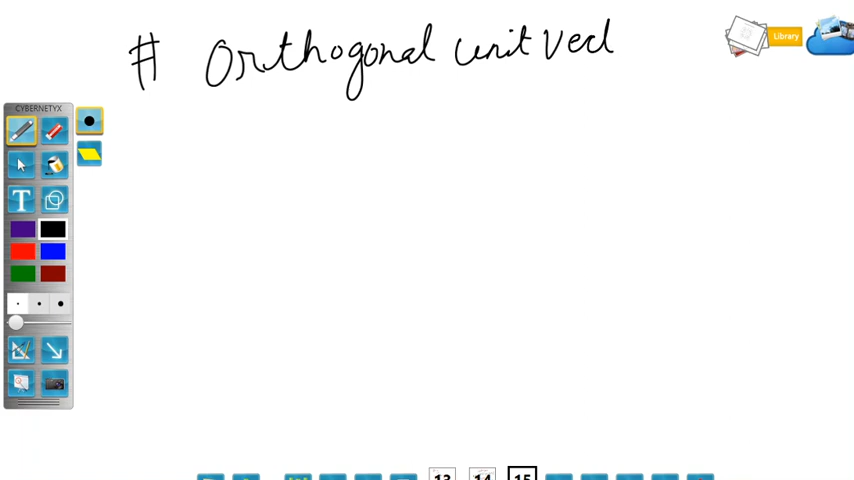 # Orthogonal unit Vect
Library
CYBERNETYX
T
13 14 15